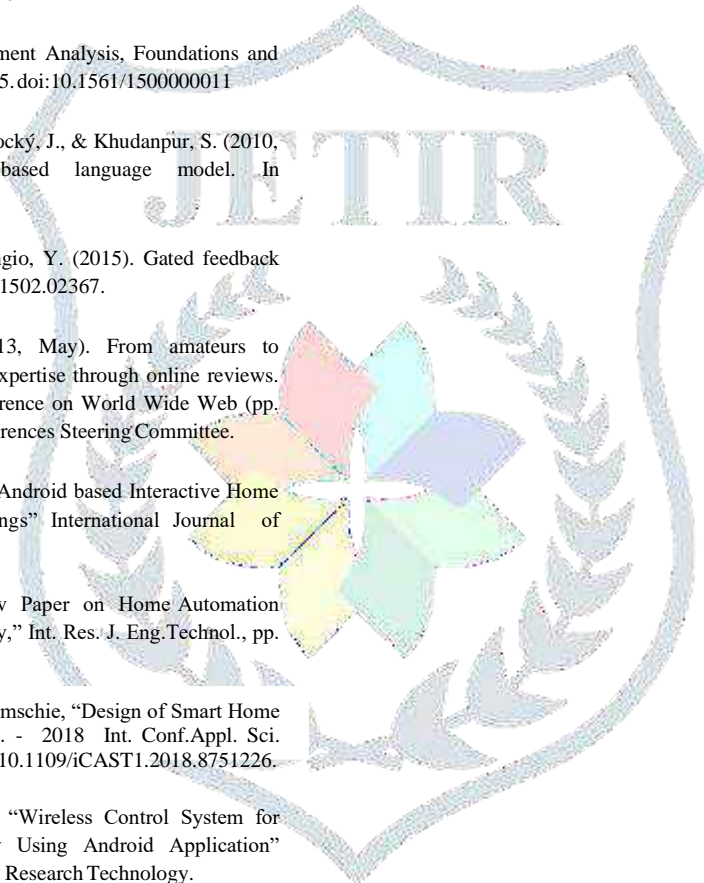 ment Analysis, Foundations and
5. doi:10.1561/1500000011
ocký, J., & Khudanpur, S. (2010,
based language model. In
JETIR
ngio, Y. (2015). Gated feedback
1502.02367.
13, May). From amateurs to
xpertise through online reviews.
rence on World Wide Web (pp.
rences Steering Committee.
Android based Interactive Home
ngs” International Journal of
w Paper on Home Automation
y,” Int. Res. J. Eng.Technol., pp.
mschie, “Design of Smart Home
. - 2018 Int. Conf.Appl. Sci.
10.1109/iCAST1.2018.8751226.
“Wireless Control System for
y Using Android Application”
Research Technology.